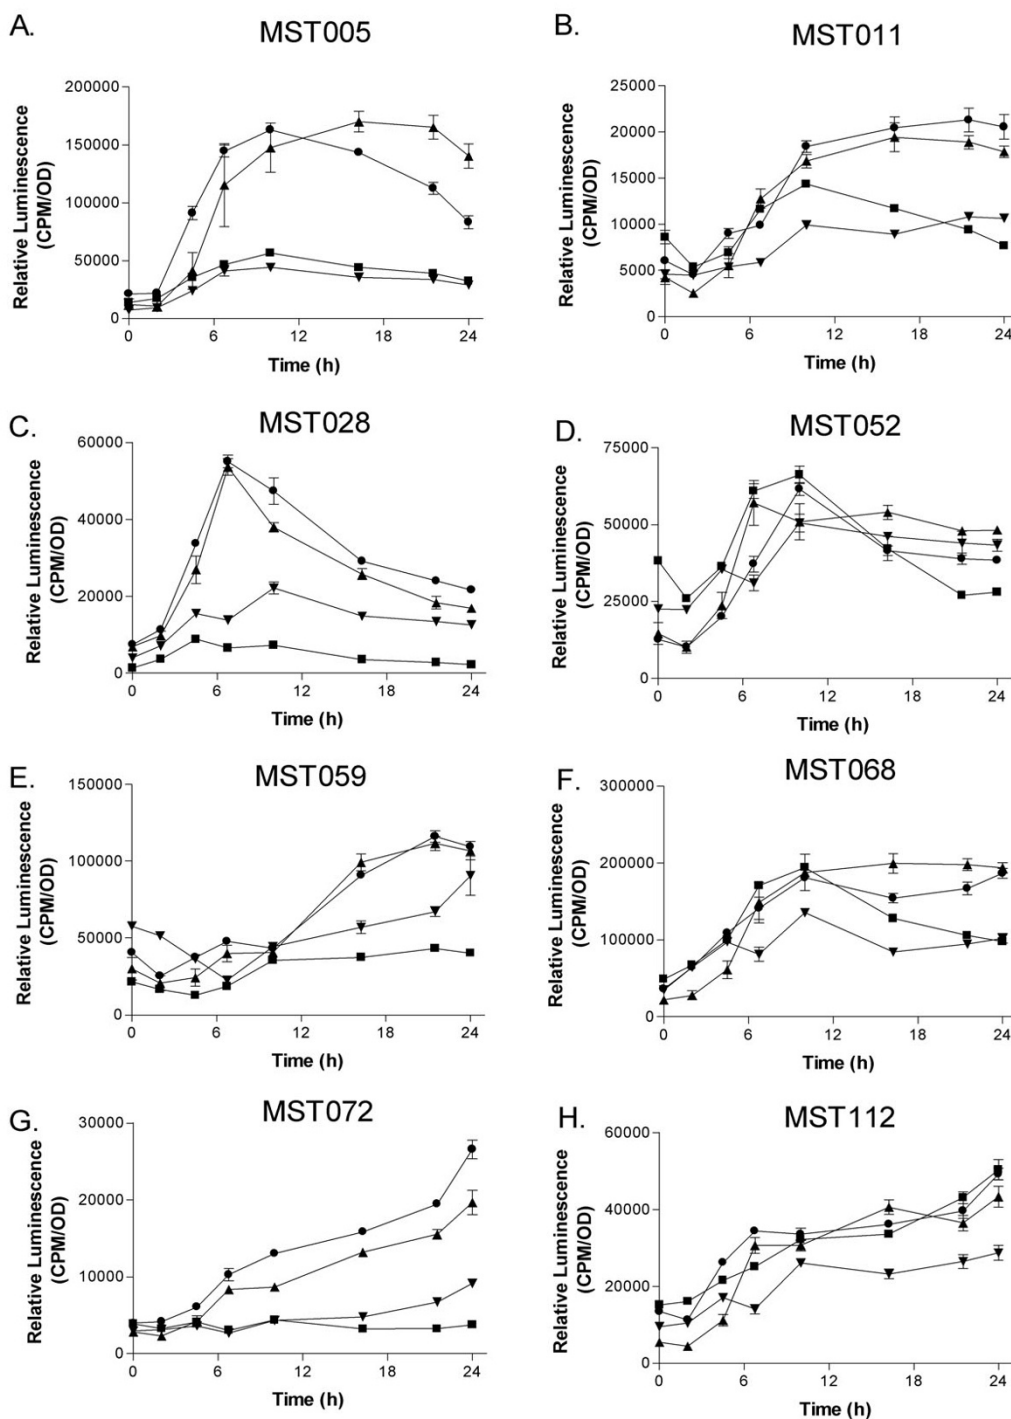 A.
MST005
Relative Luminescence
(CPM/OD)
200000
150000
100000
50000
0
0 6 12 18 24
Time (h)
B.
MST011
Relative Luminescence
(CPM/OD)
25000
20000
15000
10000
5000
0
0 6 12 18 24
Time (h)
C.
MST028
Relative Luminescence
(CPM/OD)
60000
40000
20000
0
0 6 12 18 24
Time (h)
D.
MST052
Relative Luminescence
(CPM/OD)
75000
50000
25000
0
0 6 12 18 24
Time (h)
E.
MST059
Relative Luminescence
(CPM/OD)
150000
100000
50000
0
0 6 12 18 24
Time (h)
F.
MST068
Relative Luminescence
(CPM/OD)
300000
200000
100000
0
0 6 12 18 24
Time (h)
G.
MST072
Relative Luminescence
(CPM/OD)
30000
20000
10000
0
0 6 12 18 24
Time (h)
H.
MST112
Relative Luminescence
(CPM/OD)
60000
40000
20000
0
0 6 12 18 24
Time (h)